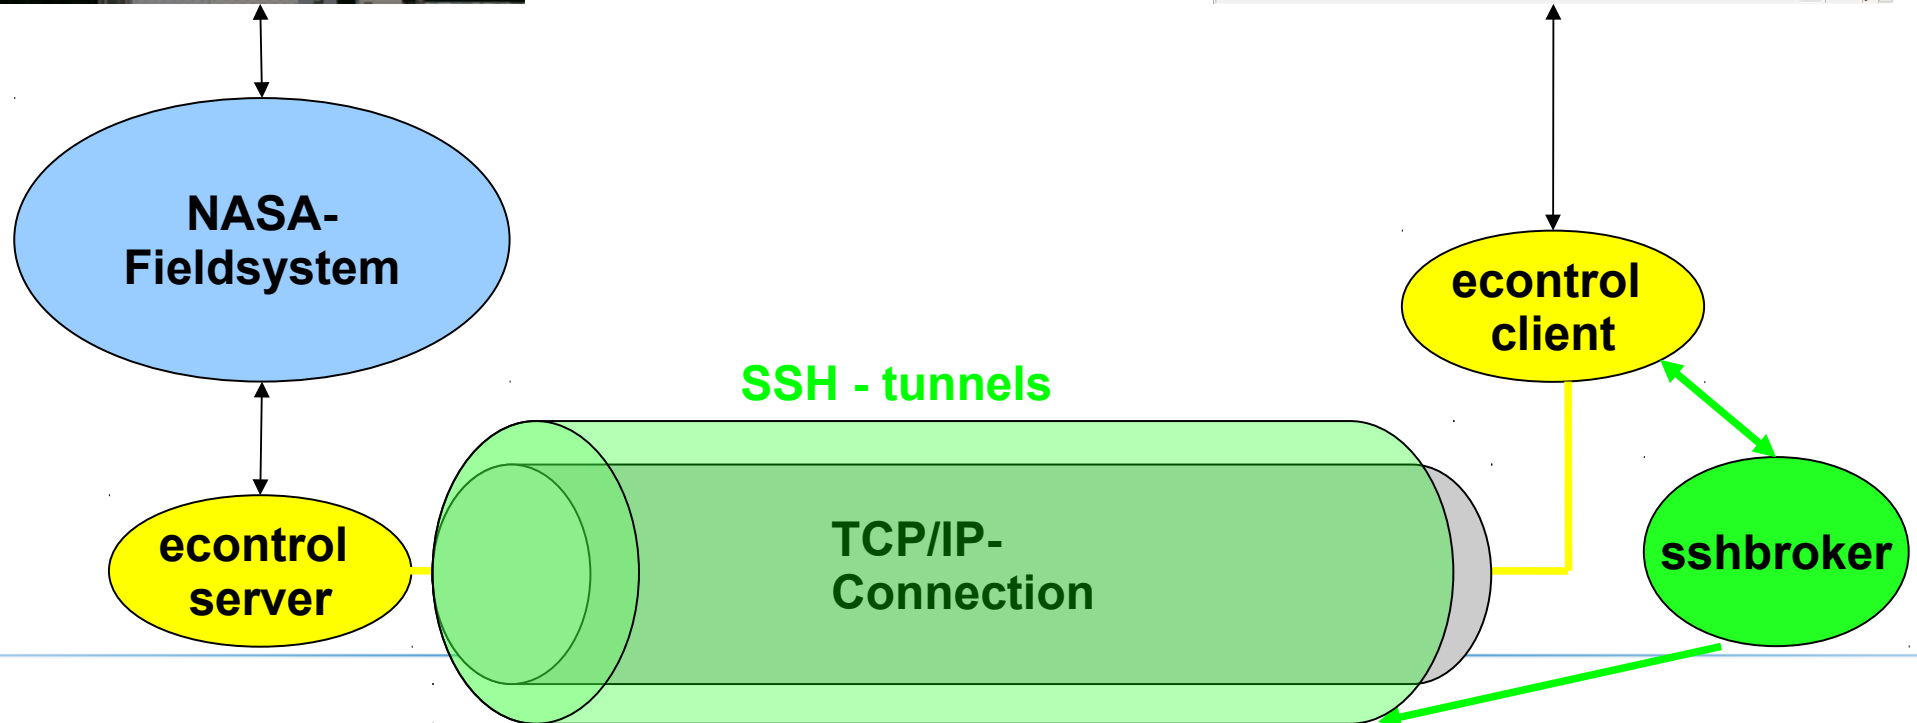 NASA-
Fieldsystem
econtrol
client
SSH - tunnels
econtrol
server
TCP/IP-
Connection
sshbroker